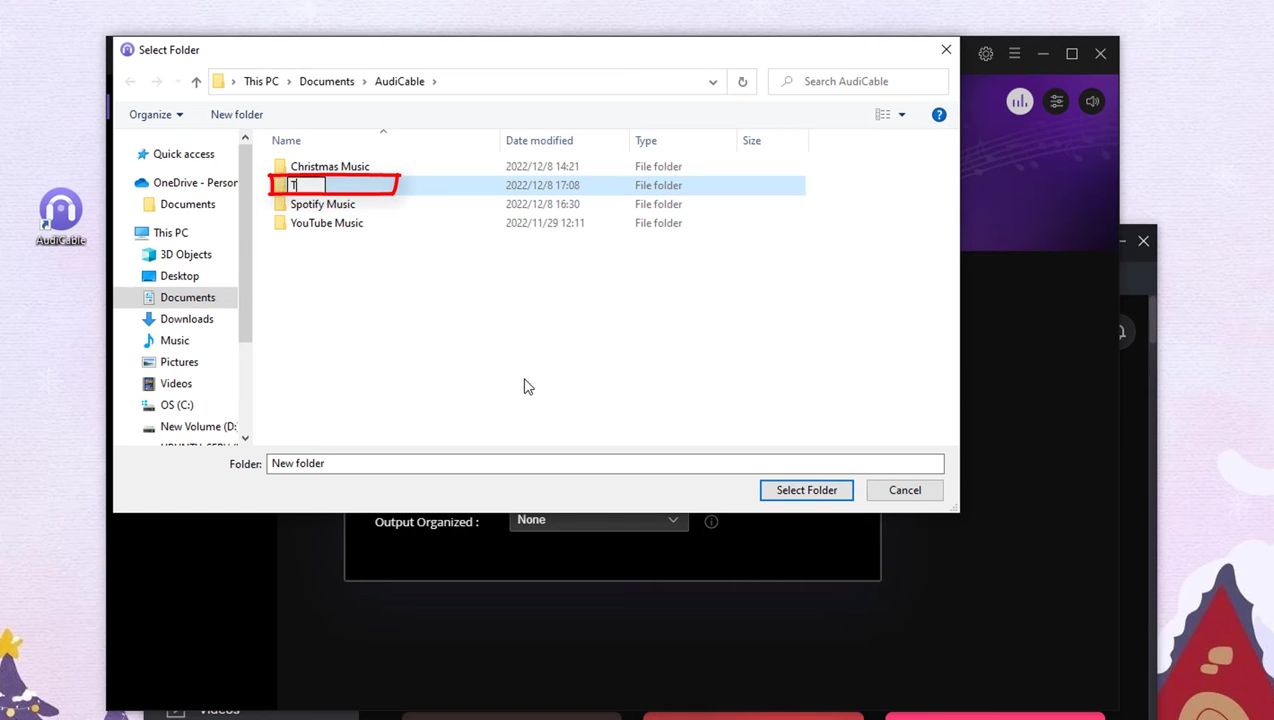 Select Folder
This PC > Documents > AudiCable >
Search AudiCable
Organize
New folder
Name
Date modified
Type
Size
Quick access
OneDrive - Person
Documents
This PC
3D Objects
Desktop
Documents
Downloads
Music
Pictures
Videos
OS (C:)
New Volume (D:
Christmas Music 2022/12/8 14:21 File folder
T 2022/12/8 17:08 File folder
Spotify Music 2022/12/8 16:30 File folder
YouTube Music 2022/11/29 12:11 File folder
Folder: New folder
Select Folder
Cancel
Output Organized : None
AudiCable